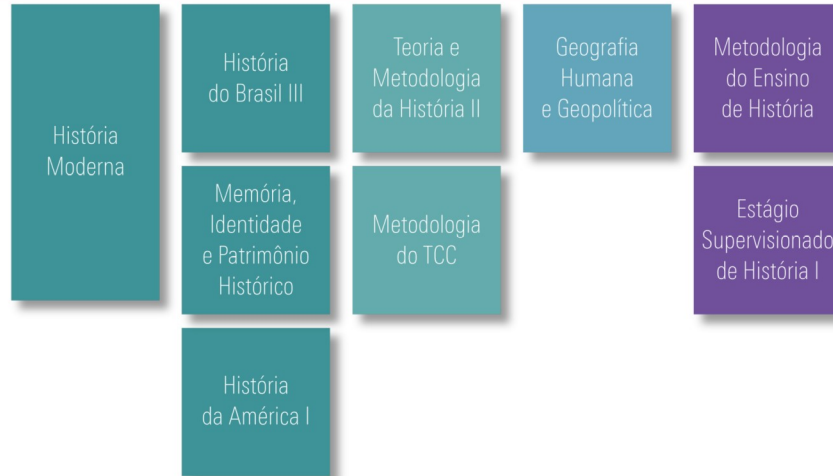 História
Moderna
História
do Brasil III
Memória,
Identidade
e Patrimônio
Histórico
História
da América I
Teoria e
Metodologia
da História II
Metodologia
do TCC
Geografia
Humana
e Geopolítica
Metodologia
do Ensino
de História
Estágio
Supervisionado
de História I